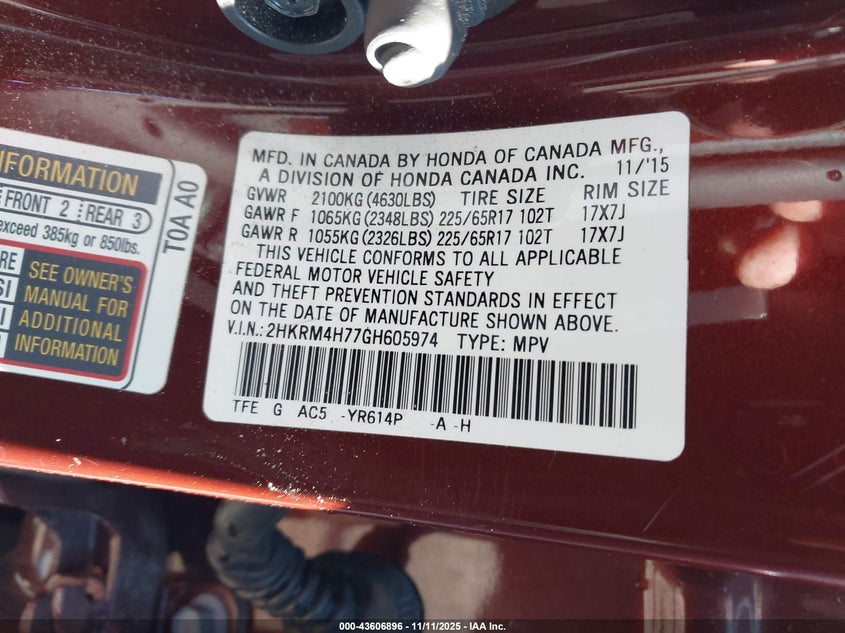 INFORMATION
FRONT 2 REAR 3
exceed 385kg or 850lbs.
SEE OWNER'S
MANUAL FOR
ADDITIONAL
INFORMATION
T0A A0
MFD. IN CANADA BY HONDA OF CANADA MFG.,
A DIVISION OF HONDA CANADA INC. 11/'15
GVWR 2100KG (4630LBS) TIRE SIZE RIM SIZE
GAWR F 1065KG (2348LBS) 225/65R17 102T 17X7J
GAWR R 1055KG (2326LBS) 225/65R17 102T 17X7J
THIS VEHICLE CONFORMS TO ALL APPLICABLE
FEDERAL MOTOR VEHICLE SAFETY
AND THEFT PREVENTION STANDARDS IN EFFECT
ON THE DATE OF MANUFACTURE SHOWN ABOVE.
V.I.N.: 2HKRM4H77GH605974 TYPE: MPV
TFE G AC5 -YR614P -A -H
000-43606896 - 11/11/2025 - IAA Inc.